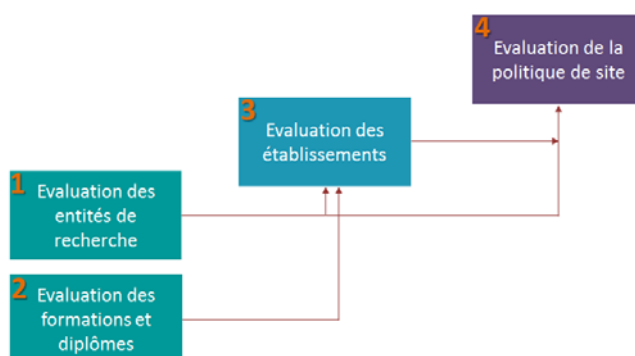 4
Evaluation de la
politique de site
3
Evaluation des
établissements
1
Evaluation des
entités de
recherche
2
Evaluation des
formations et
diplômes